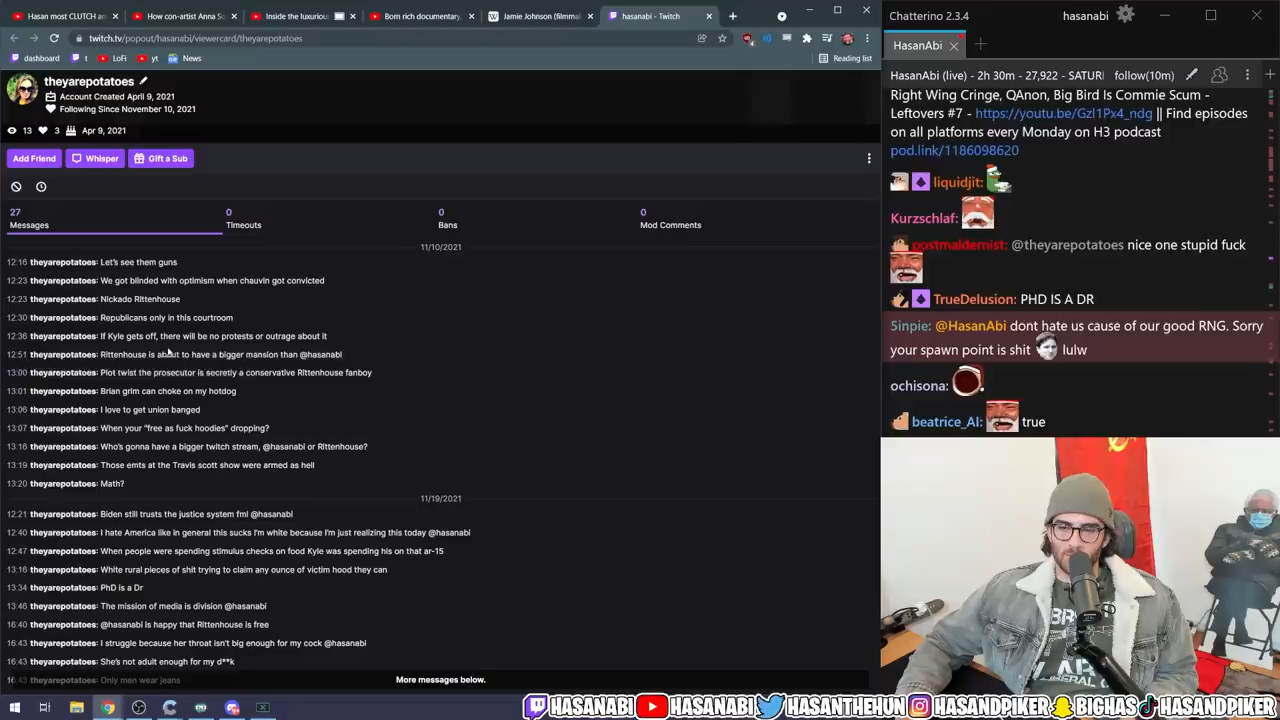 Hasan most CLUTCH an
How con-artist Anna So
Inside the luxuriou
Born rich documentary
Jamie Johnson (filmmal
hasanabi - Twitch
twitch.tv/popout/hasanabi/viewercard/theyarepotatoes
dashboard
t
LoFi
yt
News
Reading list
theyarepotatoes
Account Created April 9, 2021
Following Since November 10, 2021
13
3
Apr 9, 2021
Add Friend
Whisper
Gift a Sub
27
Messages
0
Timeouts
0
Bans
0
Mod Comments
11/10/2021
12:16 theyarepotatoes: Let's see them guns
12:23 theyarepotatoes: We got blinded with optimism when chauvin got convicted
12:23 theyarepotatoes: Nickado Rittenhouse
12:30 theyarepotatoes: Republicans only in this courtroom
12:36 theyarepotatoes: If Kyle gets off, there will be no protests or outrage about it
12:51 theyarepotatoes: Rittenhouse is about to have a bigger mansion than @hasanabi
13:00 theyarepotatoes: Plot twist the prosecutor is secretly a conservative Rittenhouse fanboy
13:01 theyarepotatoes: Brian grim can choke on my hotdog
13:06 theyarepotatoes: I love to get union banged
13:07 theyarepotatoes: When your "free as fuck hoodies" dropping?
13:16 theyarepotatoes: Who's gonna have a bigger twitch stream, @hasanabi or Rittenhouse?
13:19 theyarepotatoes: Those emts at the Travis scott show were armed as hell
13:20 theyarepotatoes: Math?
11/19/2021
12:21 theyarepotatoes: Biden still trusts the justice system fml @hasanabi
12:40 theyarepotatoes: I hate America like in general this sucks I'm white because I'm just realizing this today @hasanabi
12:47 theyarepotatoes: When people were spending stimulus checks on food Kyle was spending his on that ar-15
13:16 theyarepotatoes: White rural pieces of shit trying to claim any ounce of victim hood they can
13:34 theyarepotatoes: PhD is a Dr
13:46 theyarepotatoes: The mission of media is division @hasanabi
16:40 theyarepotatoes: @hasanabi is happy that Rittenhouse is free
16:43 theyarepotatoes: I struggle because her throat isn't big enough for my cock @hasanabi
16:43 theyarepotatoes: She's not adult enough for my d**k
16:43 theyarepotatoes: Only men wear jeans
More messages below.
Chatterino 2.3.4
hasanabi
HasanAbi
HasanAbi (live) - 2h 30m - 27,922 - SATURI
follow(10m)
Right Wing Cringe, QAnon, Big Bird Is Commie Scum -
Leftovers #7 - https://youtu.be/Gzl1Px4_ndg || Find episodes
on all platforms every Monday on H3 podcast
pod.link/1186098620
liquidjit:
Kurzschlaf:
postmaldernist: @theyarepotatoes nice one stupid fuck
TrueDelusion: PHD IS A DR
5inpie: @HasanAbi dont hate us cause of our good RNG. Sorry
your spawn point is shit lulw
ochisona:
beatrice_AI: true
HASANABI
HASANABI
HASANTHEHUN
HASANDPIKER
BIGHAS
HASANDPIKER